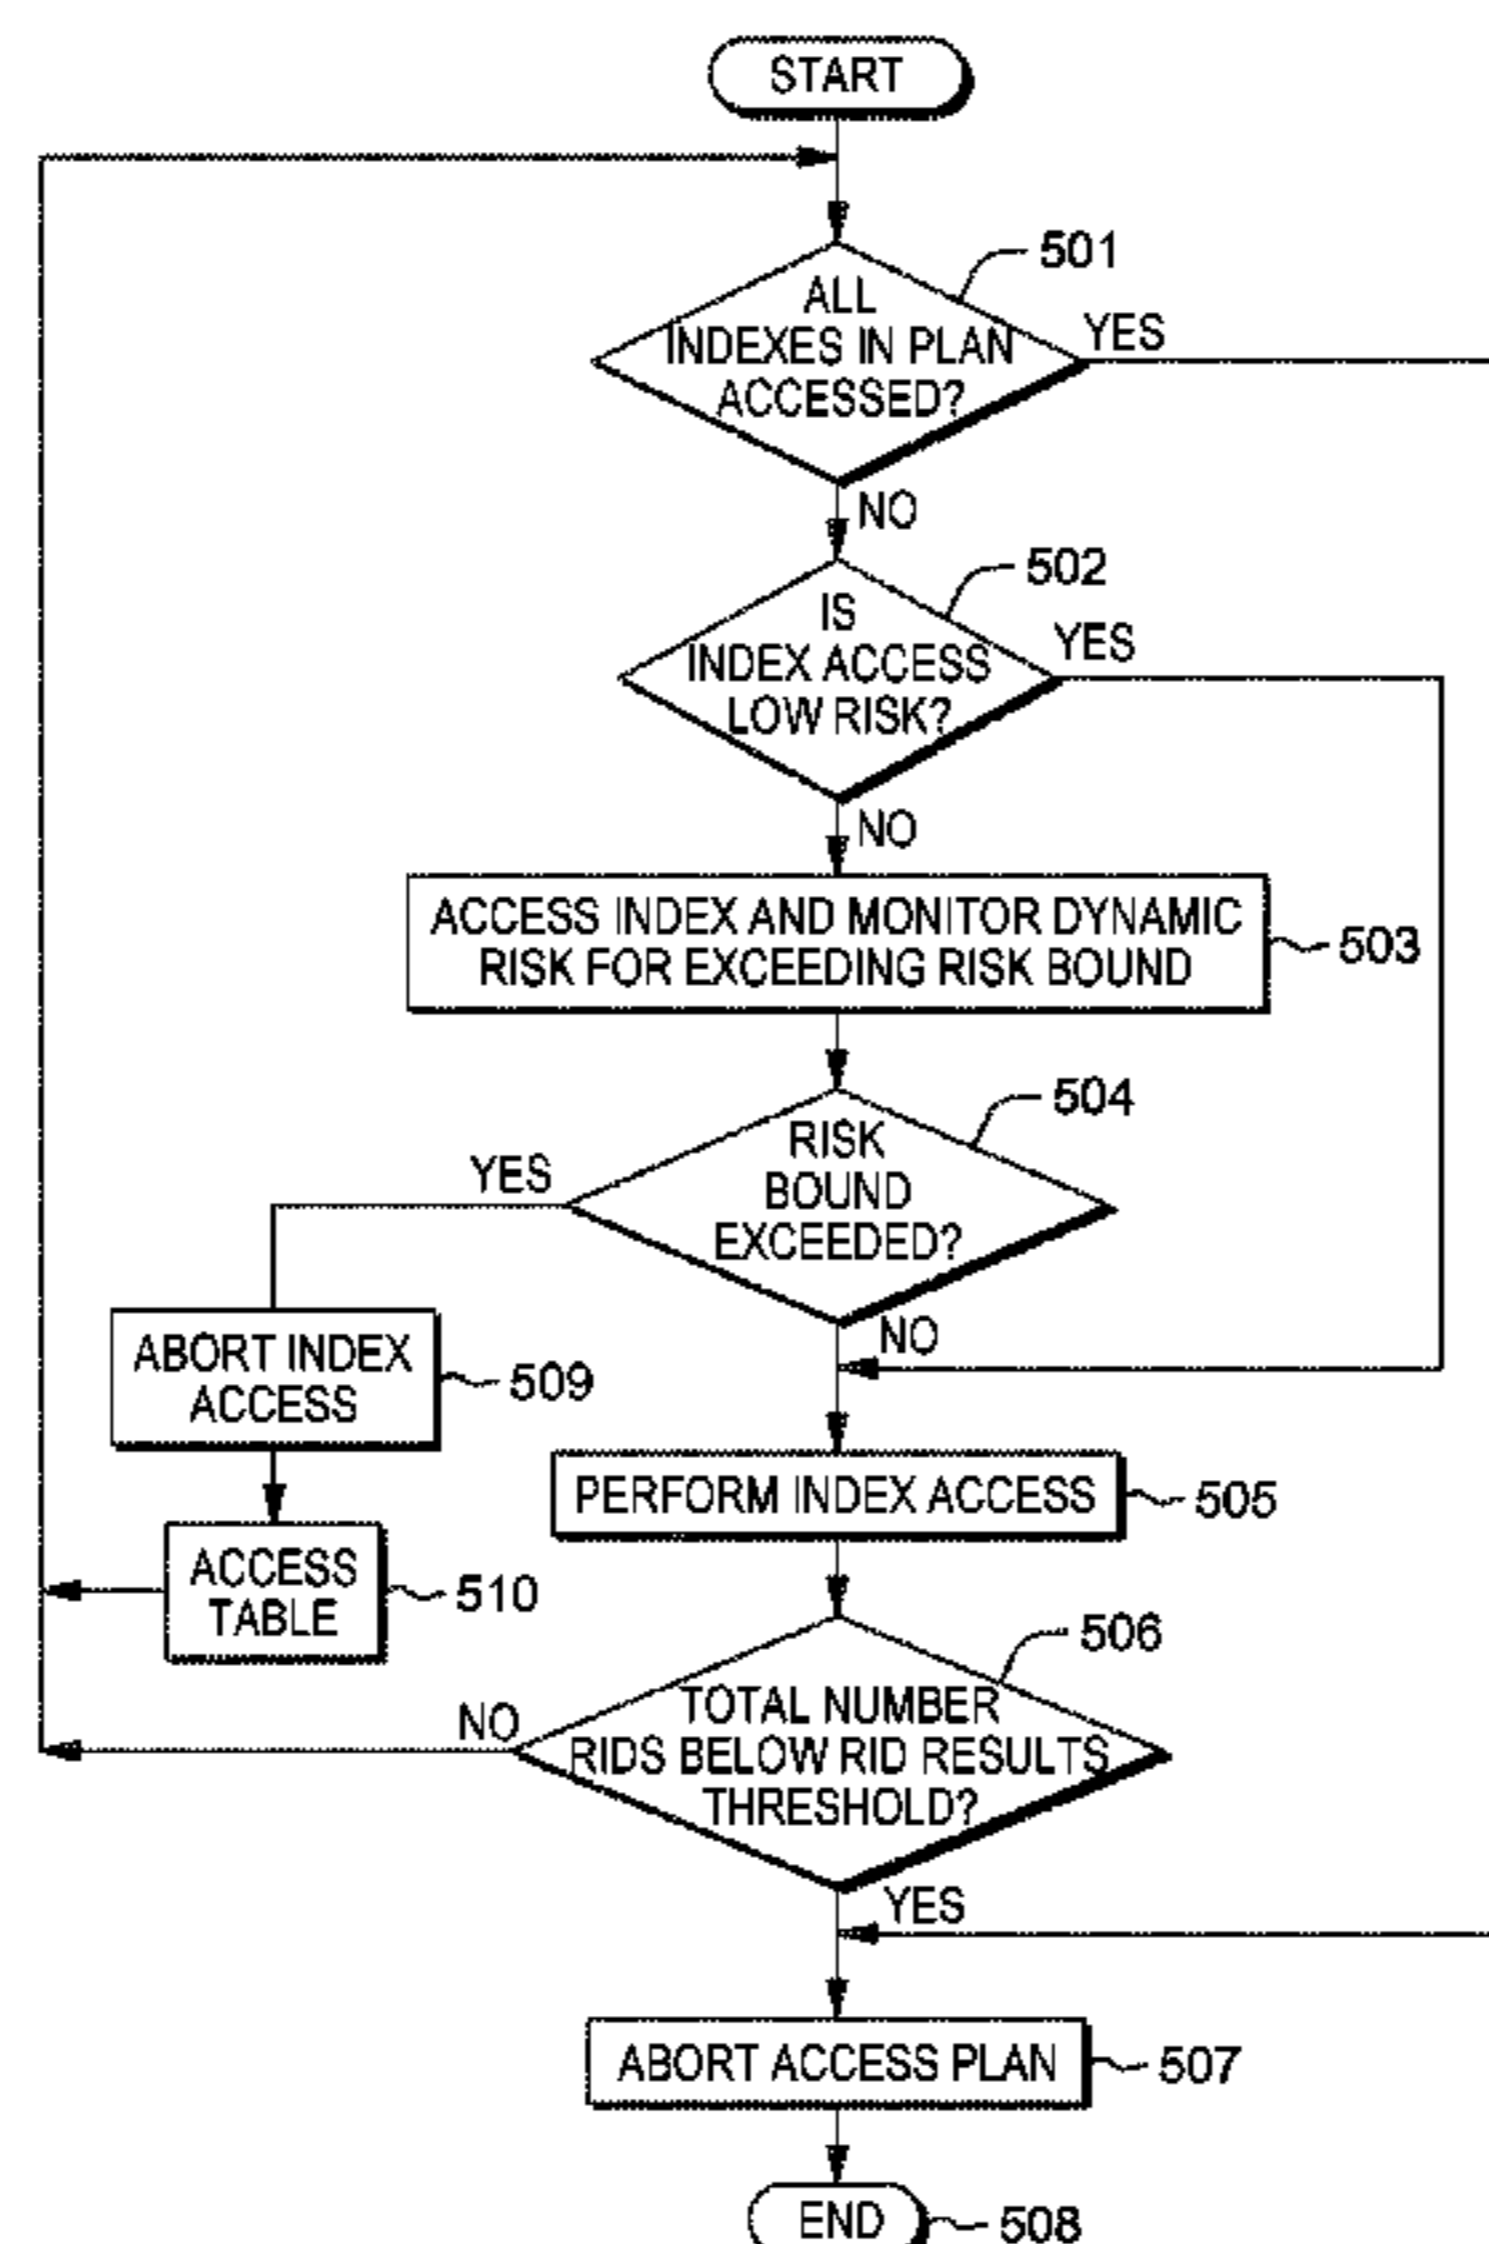 START
501
ALL
INDEXES IN PLAN
ACCESSED?
YES
NO
502
IS
INDEX ACCESS
LOW RISK?
YES
NO
ACCESS INDEX AND MONITOR DYNAMIC
RISK FOR EXCEEDING RISK BOUND
503
504
RISK
BOUND
EXCEEDED?
YES
NO
ABORT INDEX
ACCESS
509
PERFORM INDEX ACCESS
505
ACCESS
TABLE
510
506
TOTAL NUMBER
RIDS BELOW RID RESULTS
THRESHOLD?
NO
YES
ABORT ACCESS PLAN
507
END
508